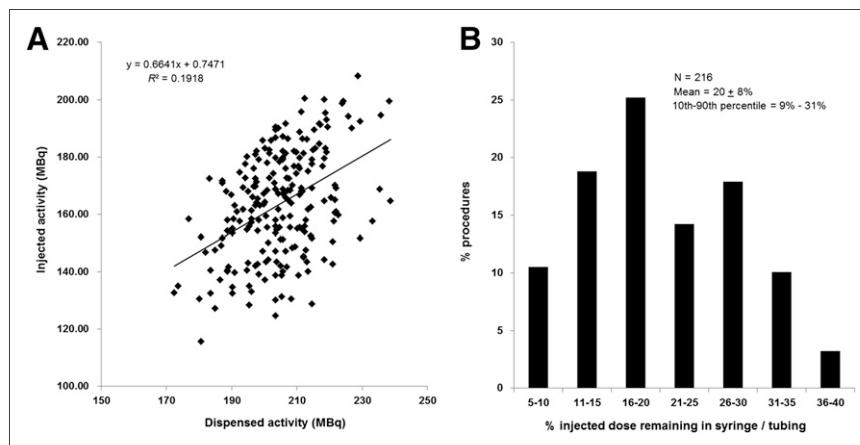 A
220.00
200.00
180.00
160.00
140.00
120.00
100.00
y = 0.6641x + 0.7471
R² = 0.1918
Injected activity (MBq)
150 170 190 210 230 250
Dispensed activity (MBq)
B
30
25
20
15
10
5
0
N = 216
Mean = 20 ± 8%
10th-90th percentile = 9% - 31%
% procedures
5-10 11-15 16-20 21-25 26-30 31-35 36-40
% injected dose remaining in syringe / tubing